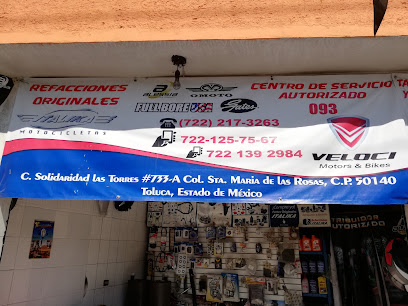 REFACCIONES
ORIGINALES
ITALIKA
MOTOCICLETAS
alessia
OMOTO
FULL BORE USA
Gates
CENTRO DE SERVICIO
AUTORIZADO
093
(722) 217-3263
722-125-75-67
722 139 2984
VELOCI
Motors & Bikes
C. Solidaridad las Torres #733-A Col. Sta. María de las Rosas, C.P. 50140
Toluca, Estado de México
ITALIKA